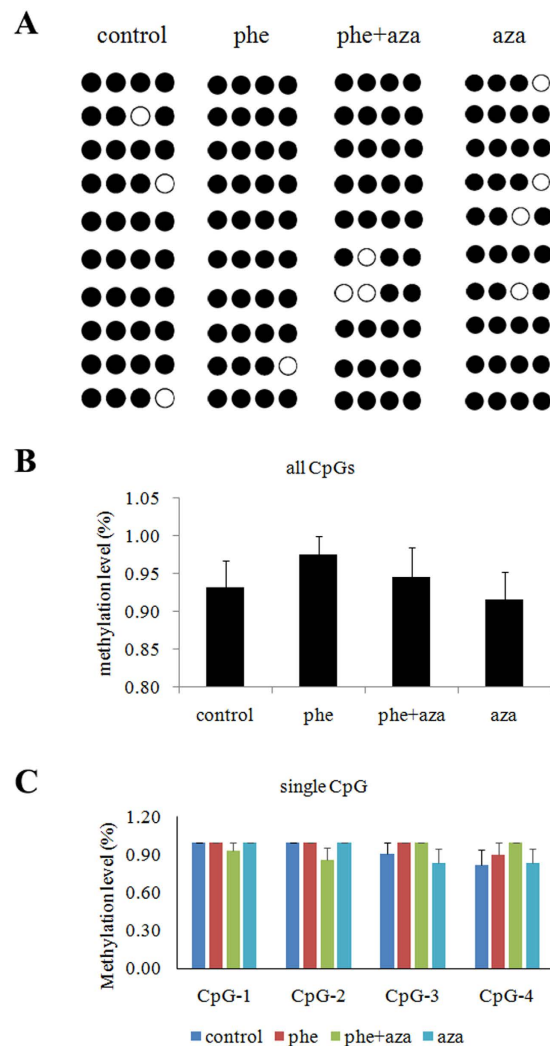 A
control phe phe+aza aza
B
all CpGs
methylation level (%)
1.05
1.00
0.95
0.90
0.85
0.80
control phe phe+aza aza
C
single CpG
Methylation level (%)
1.20
0.90
0.60
0.30
0.00
CpG-1 CpG-2 CpG-3 CpG-4
control phe phe+aza aza